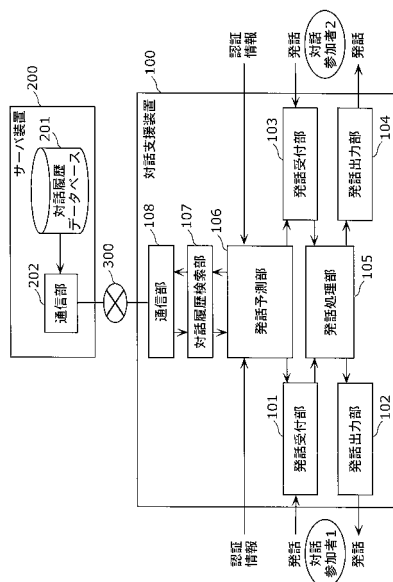 200
サーバ装置
201
対話履歴
データベース
202
通信部
300
100
対話支援装置
108
通信部
107
対話履歴検索部
106
発話予測部
認証
情報
認証
情報
101
発話受付部
103
発話受付部
発話
対話
参加者1
発話
対話
参加者2
105
発話処理部
102
発話出力部
104
発話出力部
発話
発話